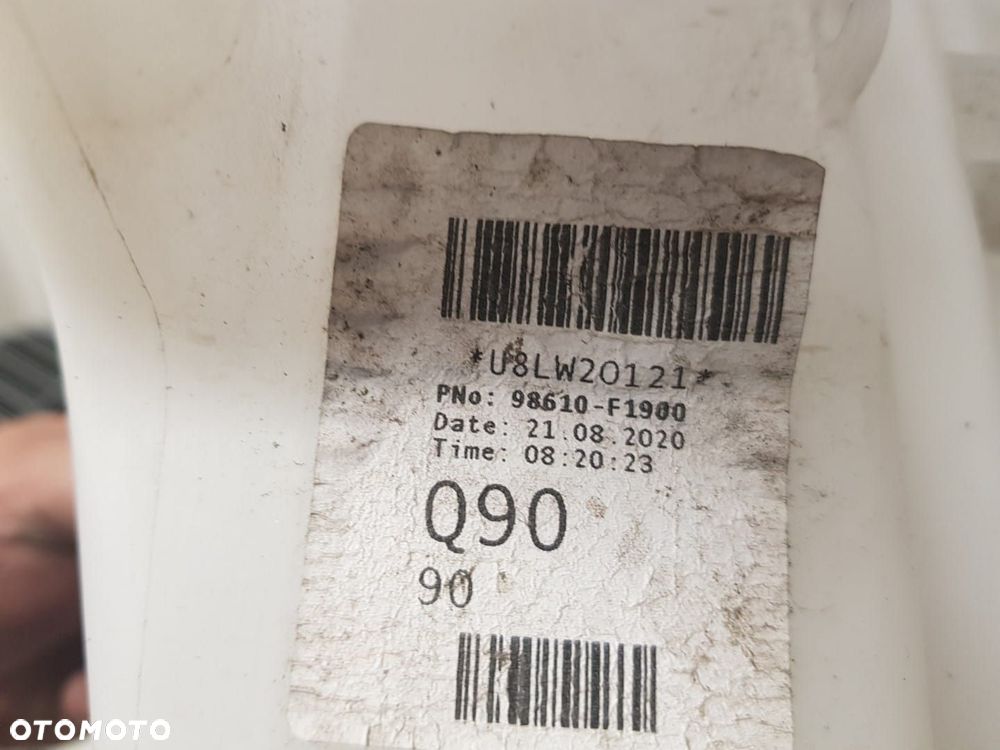 *U8LW20121*
PNo: 98610-F1900
Date: 21.08.2020
Time: 08:20:23
Q90
90
OTOMOTO